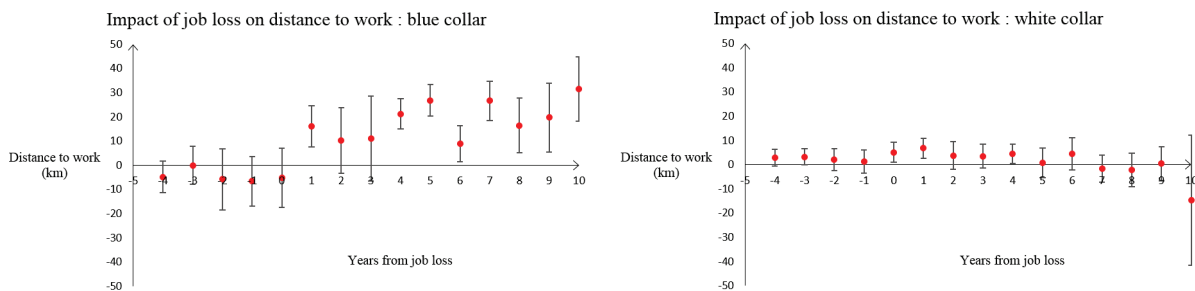 Impact of job loss on distance to work : blue collar
50
40
30
20
10
0
-10
-20
-30
-40
-50
Distance to work
(km)
-5 -4 -3 -2 -1 0 1 2 3 4 5 6 7 8 9 10
Years from job loss
Impact of job loss on distance to work : white collar
50
40
30
20
10
0
-10
-20
-30
-40
-50
Distance to work
(km)
-5 -4 -3 -2 -1 0 1 2 3 4 5 6 7 8 9 10
Years from job loss